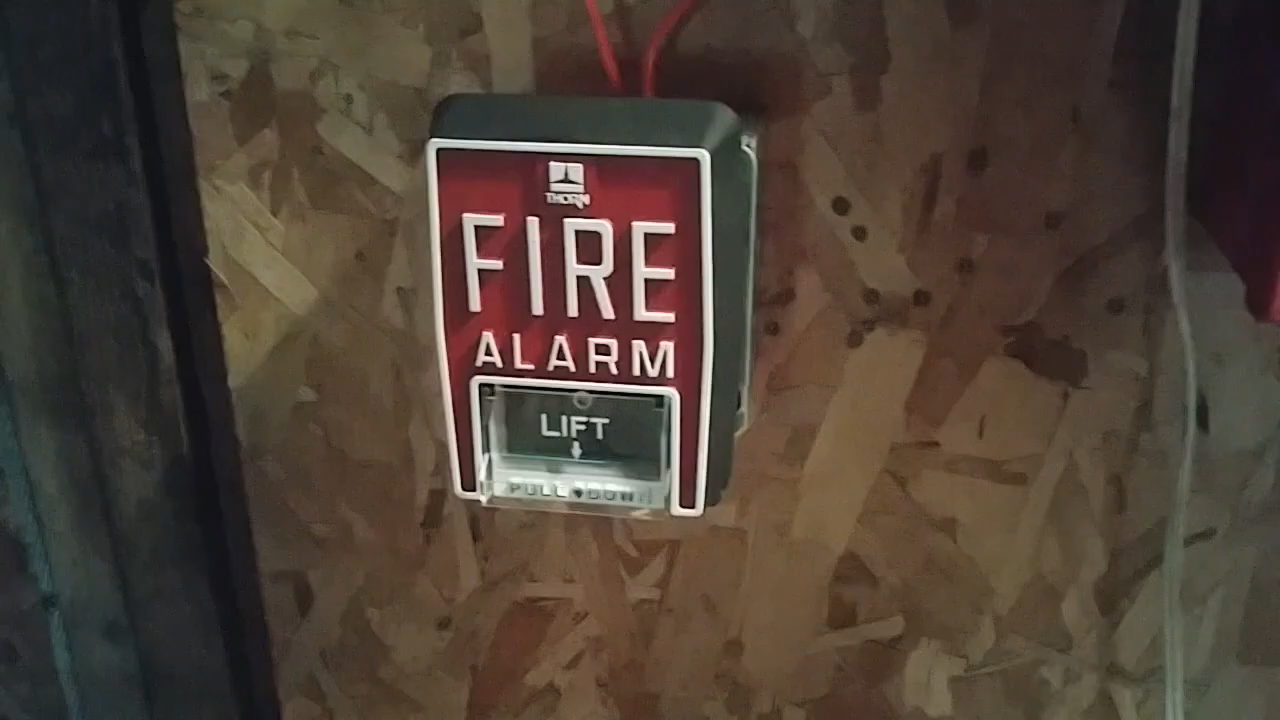 THORN
FIRE
ALARM
LIFT
PULL DOWN